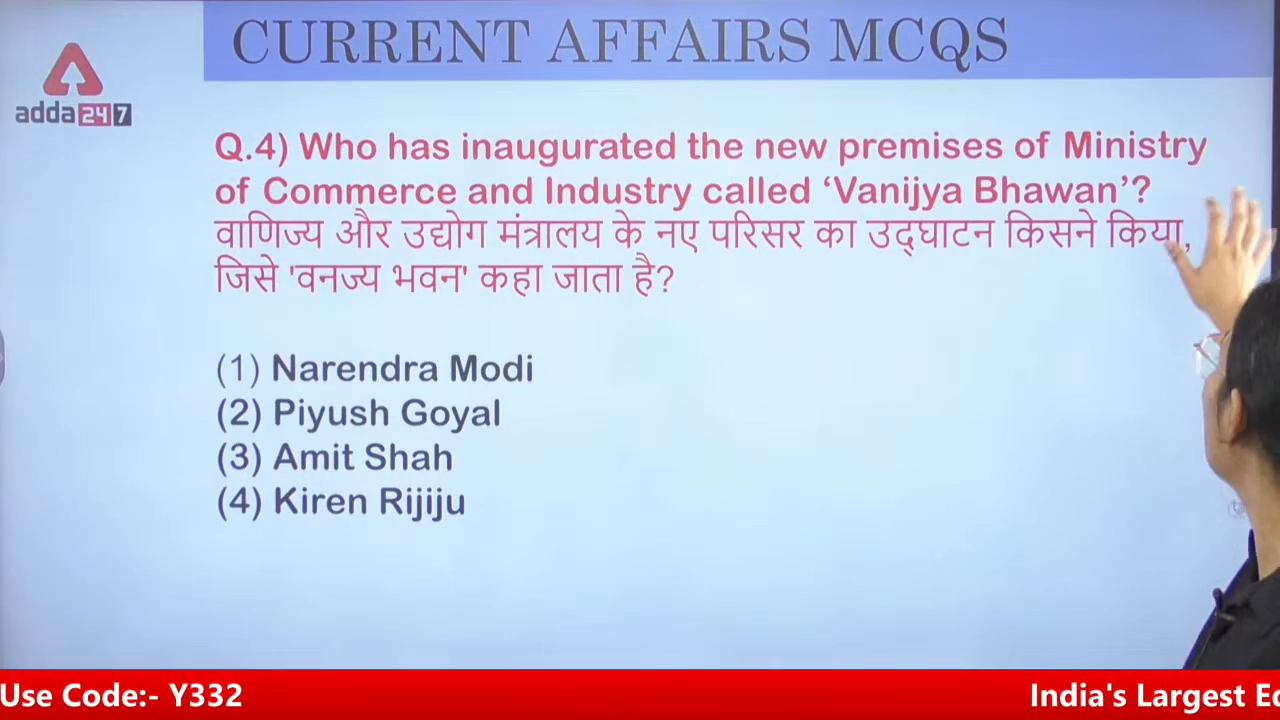 CURRENT AFFAIRS MCQS
adda247
Q.4) Who has inaugurated the new premises of Ministry
of Commerce and Industry called ‘Vanijya Bhawan’?
वाणिज्य और उद्योग मंत्रालय के नए परिसर का उद्घाटन किसने किया,
जिसे 'वनज्य भवन' कहा जाता है?
(1) Narendra Modi
(2) Piyush Goyal
(3) Amit Shah
(4) Kiren Rijiju
Use Code:- Y332
India's Largest